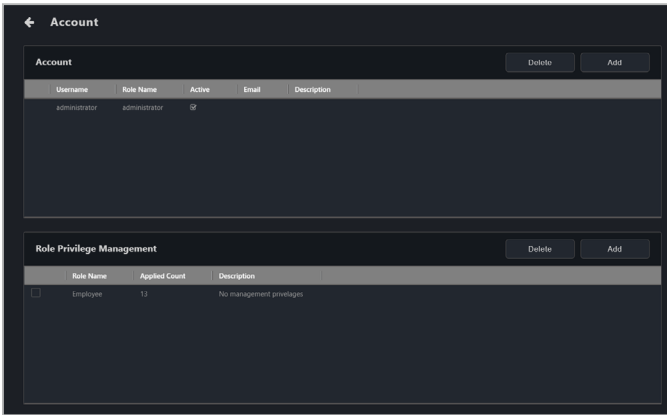 Account
Account Delete Add
Username Role Name Active Email Description
administrator administrator
Role Privilege Management Delete Add
Role Name Applied Count Description
Employee 13 No management privelages